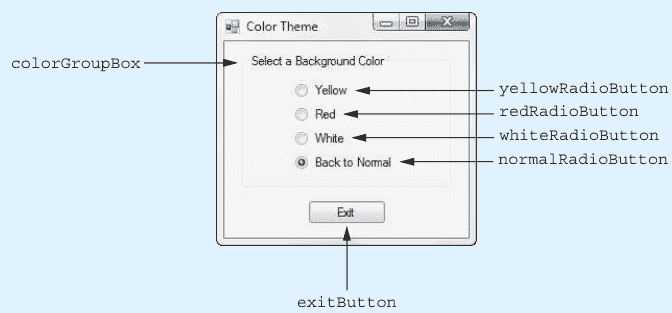 Color Theme
colorGroupBox
Select a Background Color
Yellow
yellowRadioButton
Red
redRadioButton
White
whiteRadioButton
Back to Normal
normalRadioButton
Exit
exitButton